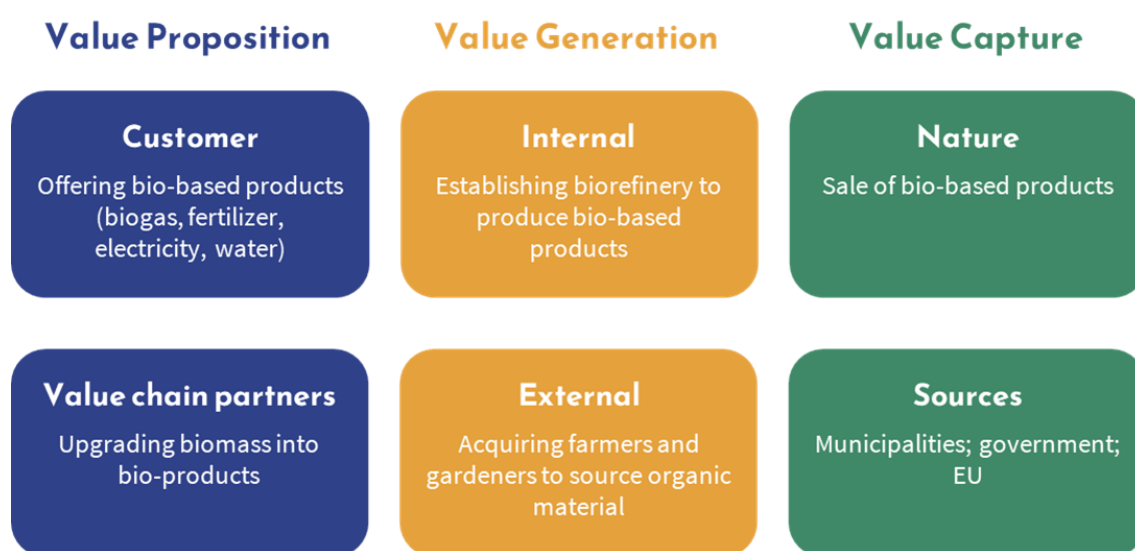 Value Proposition
Value Generation
Value Capture
Customer
Offering bio-based products
(biogas, fertilizer,
electricity, water)
Internal
Establishing biorefinery to
produce bio-based
products
Nature
Sale of bio-based products
Value chain partners
Upgrading biomass into
bio-products
External
Acquiring farmers and
gardeners to source organic
material
Sources
Municipalities; government;
EU